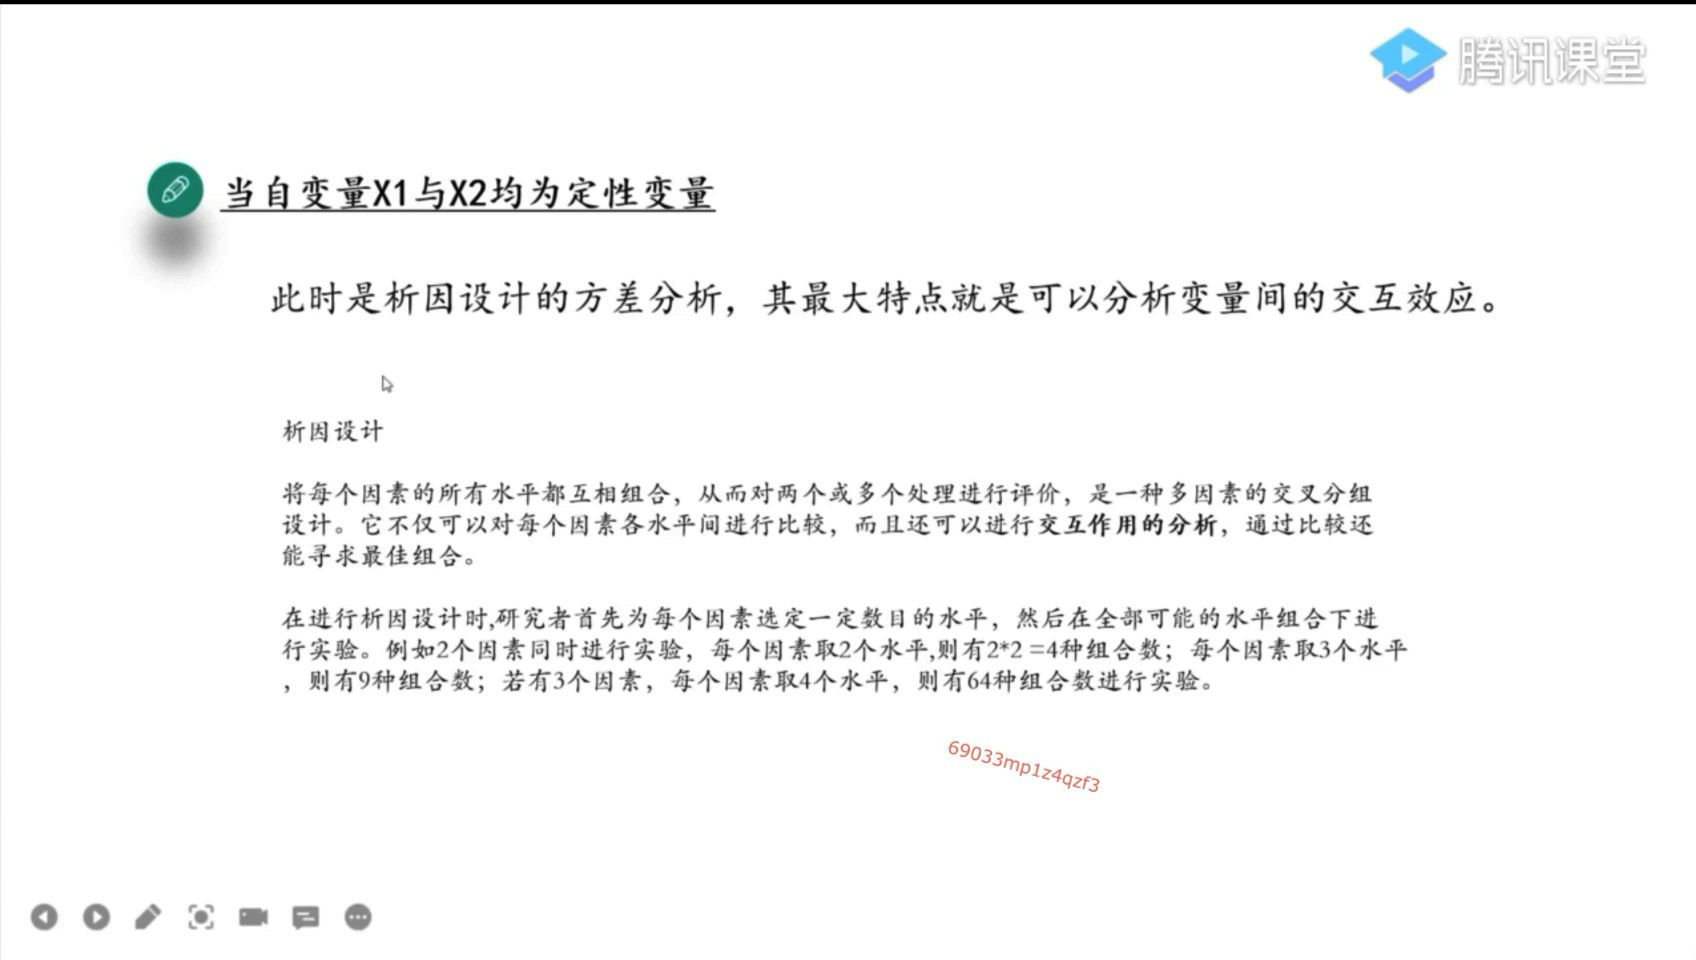 腾讯课堂
当自变量X1与X2均为定性变量
此时是析因设计的方差分析，其最大特点就是可以分析变量间的交互效应。
析因设计
将每个因素的所有水平都互相组合，从而对两个或多个处理进行评价，是一种多因素的交叉分组
设计。它不仅可以对每个因素各水平间进行比较，而且还可以进行交互作用的分析，通过比较还
能寻求最佳组合。
在进行析因设计时,研究者首先为每个因素选定一定数目的水平，然后在全部可能的水平组合下进
行实验。例如2个因素同时进行实验，每个因素取2个水平,则有2*2 =4种组合数；每个因素取3个水平
，则有9种组合数；若有3个因素，每个因素取4个水平，则有64种组合数进行实验。
69033mp1z4qzf3